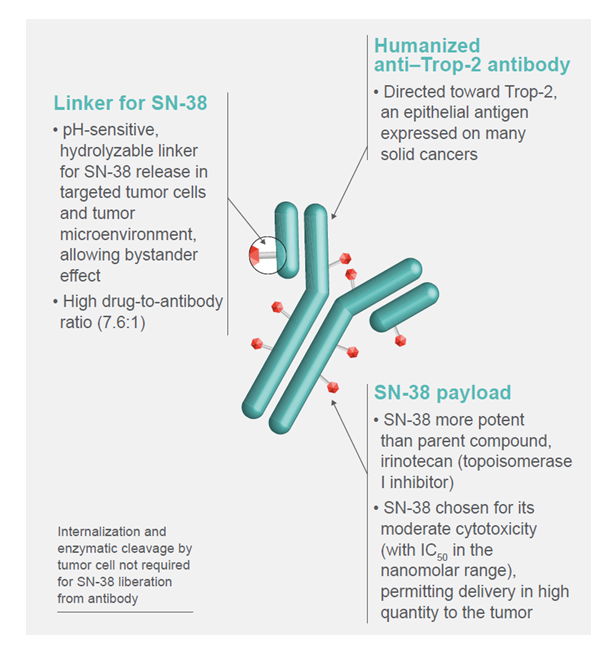 Humanized
anti–Trop-2 antibody
• Directed toward Trop-2,
an epithelial antigen
expressed on many
solid cancers
Linker for SN-38
• pH-sensitive,
hydrolyzable linker
for SN-38 release in
targeted tumor cells
and tumor
microenvironment,
allowing bystander
effect
• High drug-to-antibody
ratio (7.6:1)
SN-38 payload
• SN-38 more potent
than parent compound,
irinotecan (topoisomerase
I inhibitor)
• SN-38 chosen for its
moderate cytotoxicity
(with IC50 in the
nanomolar range),
permitting delivery in high
quantity to the tumor
Internalization and
enzymatic cleavage by
tumor cell not required
for SN-38 liberation
from antibody